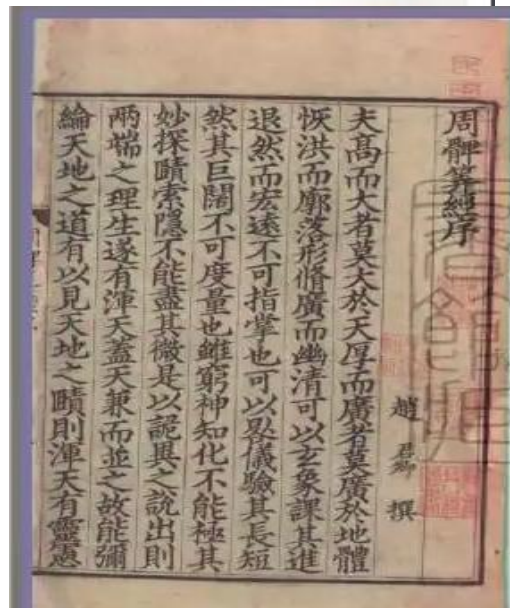 周髀算經序
趙君卿撰
夫髙而大者莫大於天厚而廣者莫廣於地體
恢洪而廓落形脩廣而幽清可以玄象課其進
退然而宏遠不可指掌也可以晷儀驗其長短
然其巨闊不可度量也雖窮神知化不能極其
妙探賾索隱不能盡其微是以詭異之說出則
兩端之理生遂有渾天蓋天兼而並之故能彌
綸天地之道有以見天地之賾則渾天有靈憲